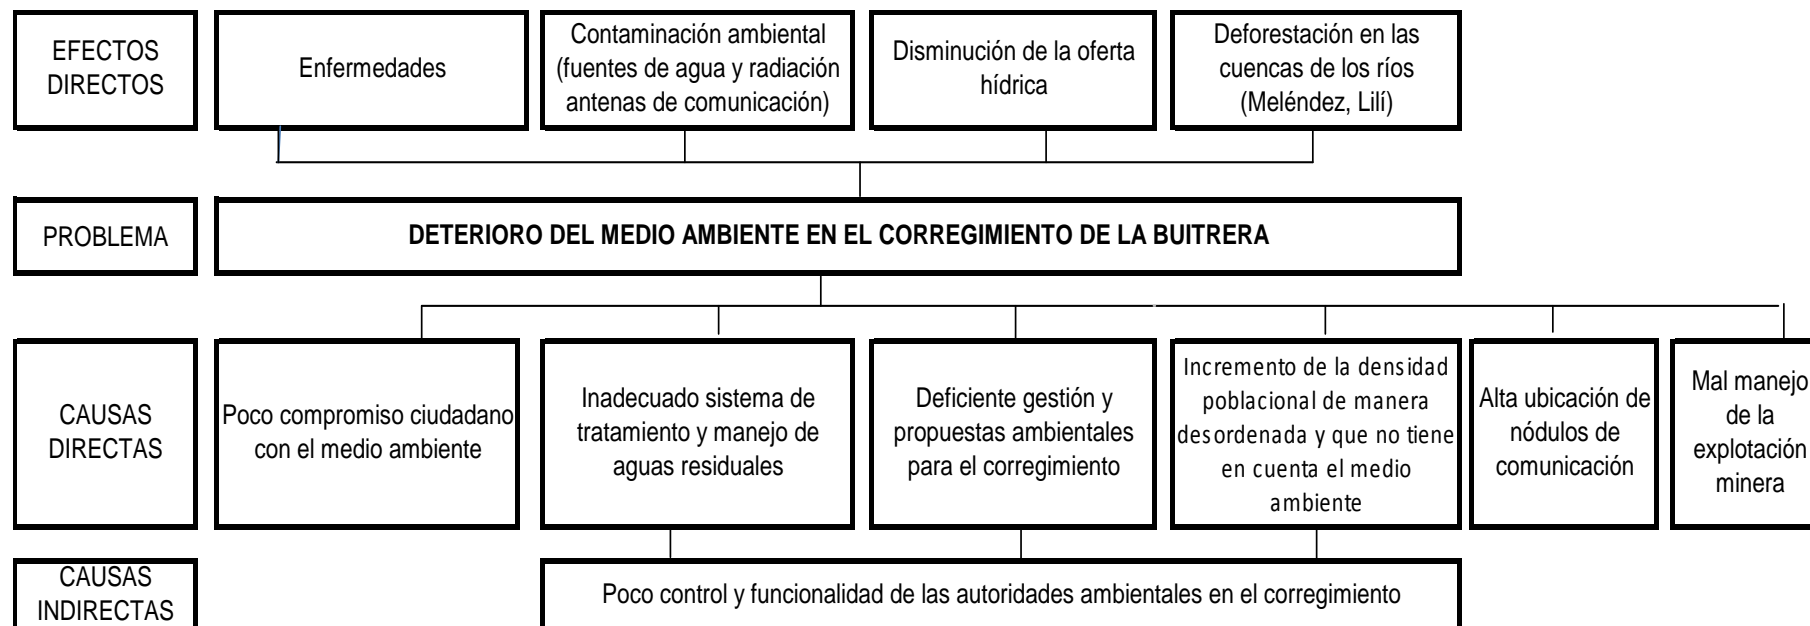 EFECTOS
DIRECTOS
Enfermedades
Contaminación ambiental
(fuentes de agua y radiación
antenas de comunicación)
Disminución de la oferta
hídrica
Deforestación en las
cuencas de los ríos
(Meléndez, Lilí)
PROBLEMA
DETERIORO DEL MEDIO AMBIENTE EN EL CORREGIMIENTO DE LA BUITRERA
CAUSAS
DIRECTAS
Poco compromiso ciudadano
con el medio ambiente
Inadecuado sistema de
tratamiento y manejo de
aguas residuales
Deficiente gestión y
propuestas ambientales
para el corregimiento
Incremento de la densidad
poblacional de manera
desordenada y que no tiene
en cuenta el medio
ambiente
Alta ubicación de
nódulos de
comunicación
Mal manejo
de la
explotación
minera
CAUSAS
INDIRECTAS
Poco control y funcionalidad de las autoridades ambientales en el corregimiento